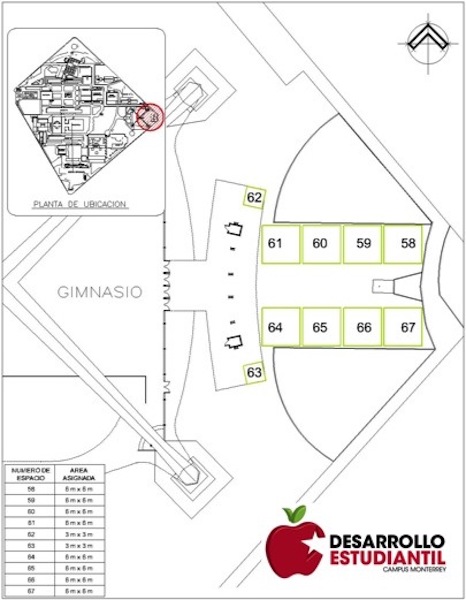 PLANTA DE UBICACION
62
61 60 59 58
GIMNASIO
64 65 66 67
63
NUMERO DE ESPACIO AREA ASIGNADA
58 6 m x 6 m
59 6 m x 6 m
60 6 m x 6 m
61 6 m x 6 m
62 3 m x 3 m
63 3 m x 3 m
64 6 m x 6 m
65 6 m x 6 m
66 6 m x 6 m
67 6 m x 6 m
DESARROLLO
ESTUDIANTIL
CAMPUS MONTERREY